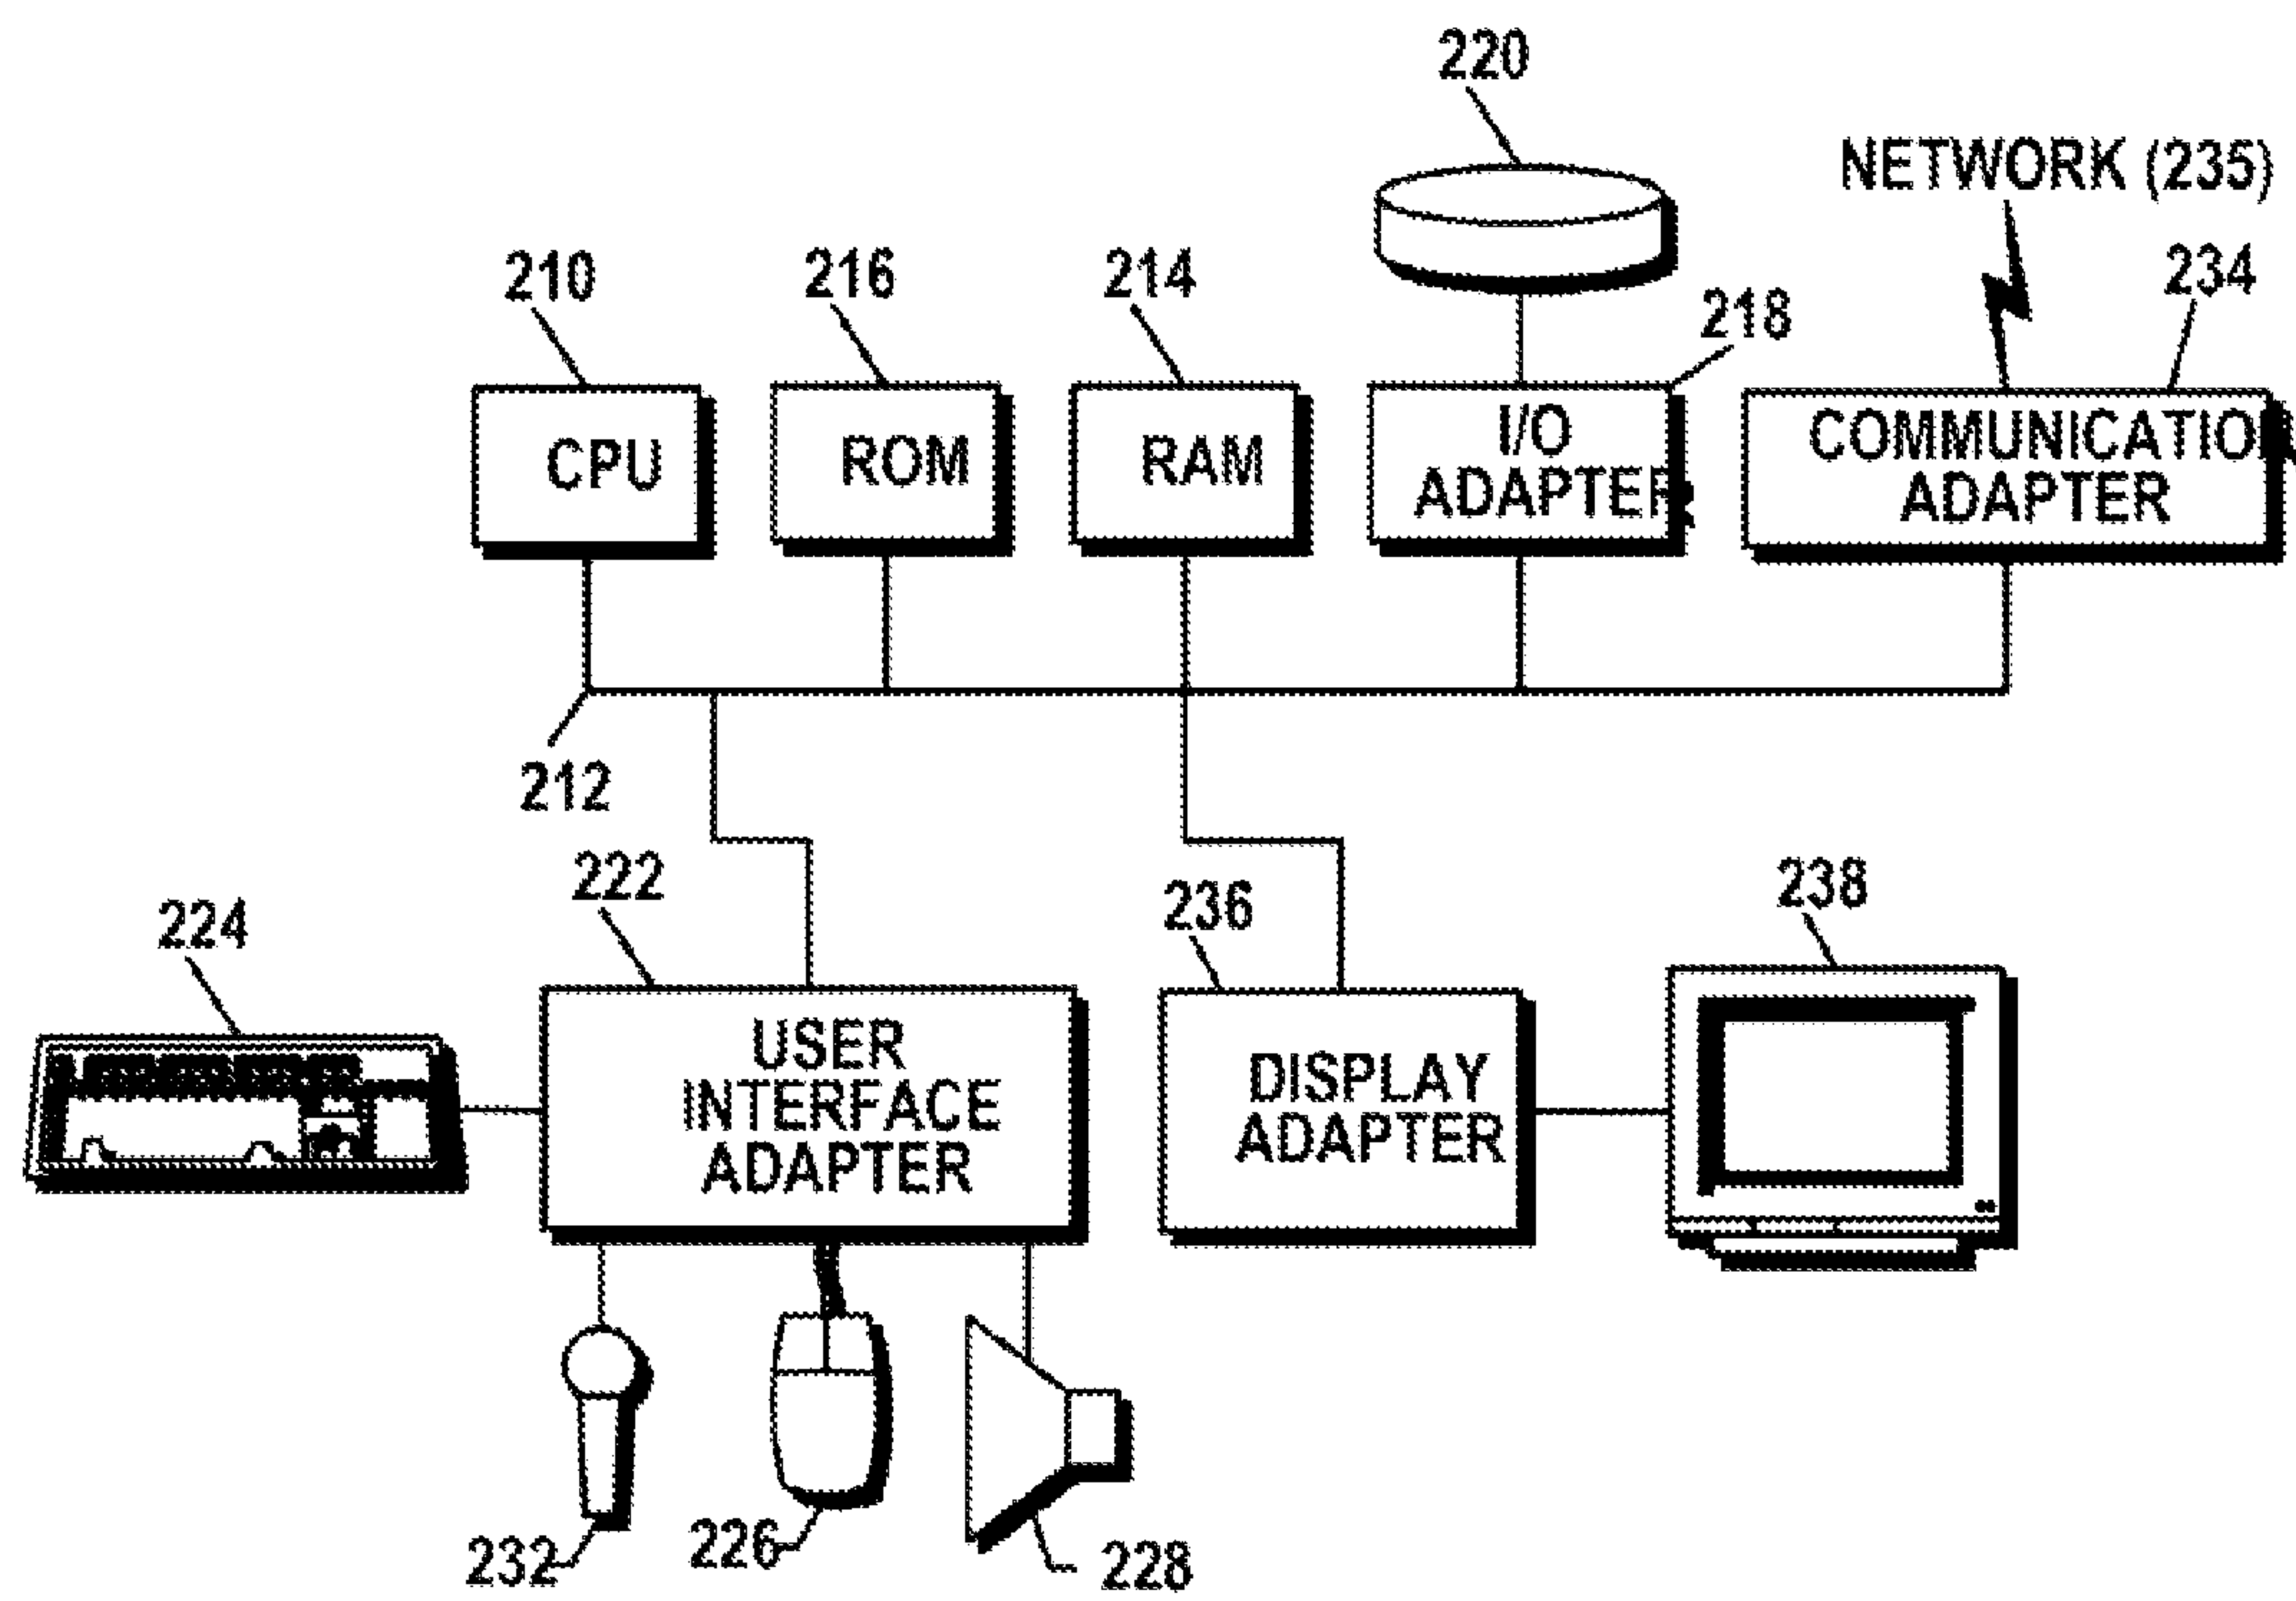 220
NETWORK (235)
210
216
214
218
234
CPU
ROM
RAM
I/O
ADAPTER
COMMUNICATION
ADAPTER
212
222
224
236
238
USER
INTERFACE
ADAPTER
DISPLAY
ADAPTER
232
226
228